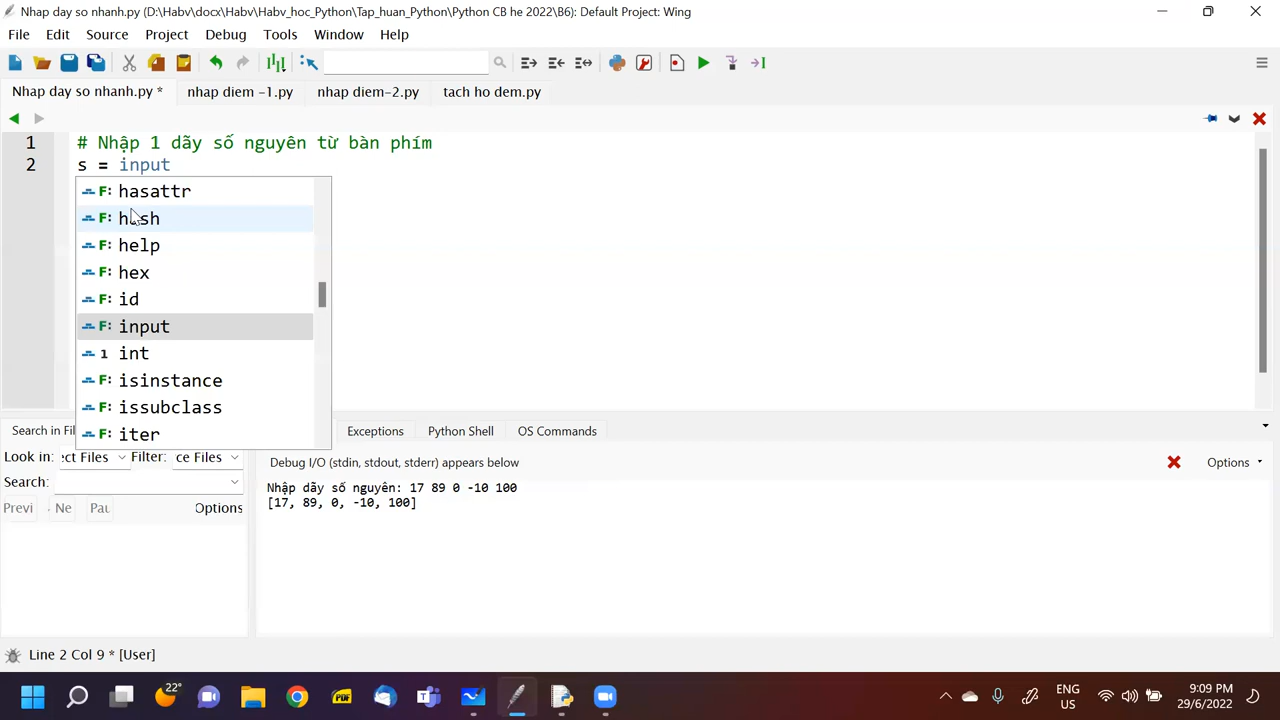 Nhap day so nhanh.py (D:\Habv\docx\Habv\Habv_hoc_Python\Tap_huan_Python\Python CB he 2022\B6): Default Project: Wing
File Edit Source Project Debug Tools Window Help
Nhap day so nhanh.py * nhap diem -1.py nhap diem-2.py tach ho dem.py
1 # Nhập 1 dãy số nguyên từ bàn phím
2 s = input
F: hasattr
F: hash
F: help
F: hex
F: id
F: input
1 int
F: isinstance
F: issubclass
F: iter
Search in Fil Exceptions Python Shell OS Commands
Look in: ect Files Filter: ce Files Debug I/O (stdin, stdout, stderr) appears below Options
Search:
Nhập dãy số nguyên: 17 89 0 -10 100
[17, 89, 0, -10, 100]
Previ Ne Pau Options
Line 2 Col 9 * [User]
22°
PDF
ENG
US
9:09 PM
29/6/2022